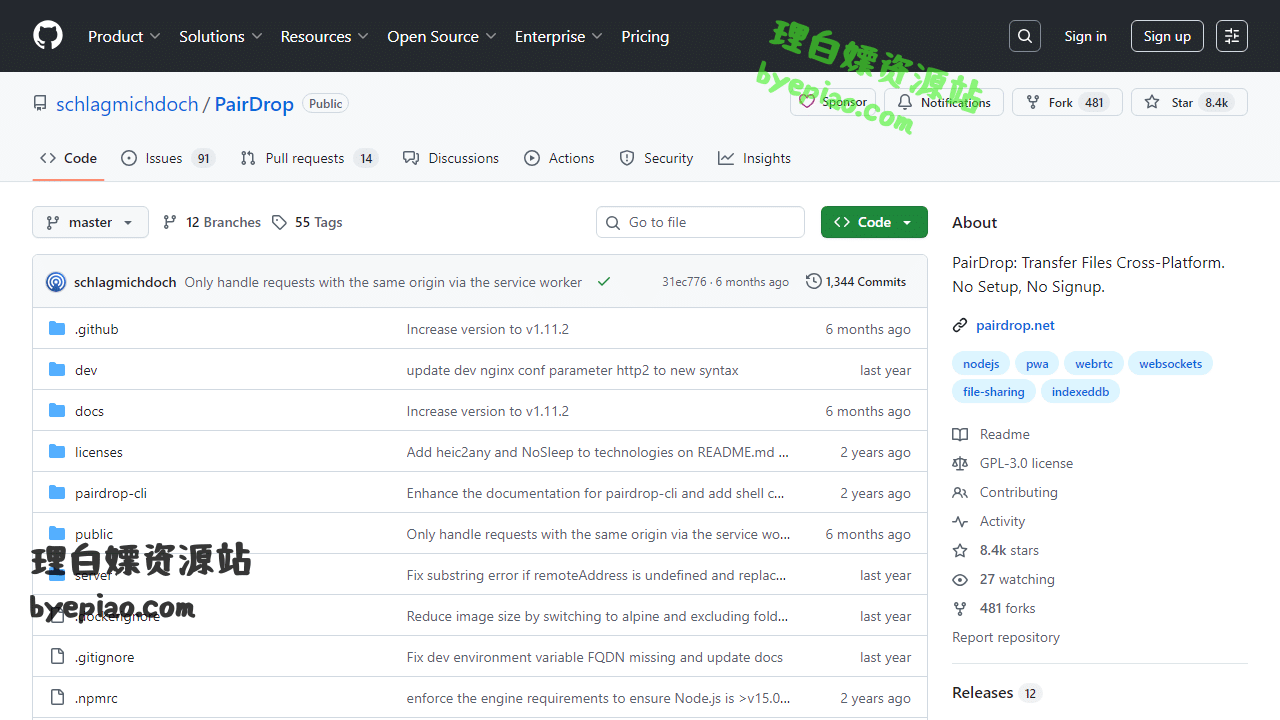 Product Solutions Resources Open Source Enterprise Pricing Sign in Sign up
理白嫖资源站
byepiao.com
schlagmichdoch / PairDrop Public Sponsor Notifications Fork 481 Star 8.4k
Code Issues 91 Pull requests 14 Discussions Actions Security Insights
master 12 Branches 55 Tags Go to file Code
schlagmichdoch Only handle requests with the same origin via the service worker 31ec776 · 6 months ago 1,344 Commits
.github Increase version to v1.11.2 6 months ago
dev update dev nginx conf parameter http2 to new syntax last year
docs Increase version to v1.11.2 6 months ago
licenses Add heic2any and NoSleep to technologies on README.md ... 2 years ago
pairdrop-cli Enhance the documentation for pairdrop-cli and add shell c... 2 years ago
public Only handle requests with the same origin via the service wo... 6 months ago
server Fix substring error if remoteAddress is undefined and replac... last year
.dockerignore Reduce image size by switching to alpine and excluding fold... last year
.gitignore Fix dev environment variable FQDN missing and update docs last year
.npmrc enforce the engine requirements to ensure Node.js is >v15.0... 2 years ago
理白嫖资源站
byepiao.com
About
PairDrop: Transfer Files Cross-Platform.
No Setup, No Signup.
pairdrop.net
nodejs pwa webrtc websockets
file-sharing indexeddb
Readme
GPL-3.0 license
Contributing
Activity
8.4k stars
27 watching
481 forks
Report repository
Releases 12